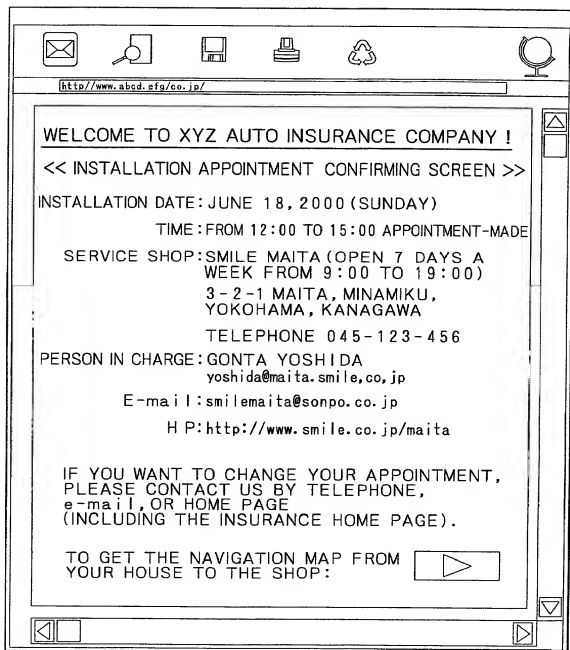 http//www.abcd.efg/co.jp/
WELCOME TO XYZ AUTO INSURANCE COMPANY !
<< INSTALLATION APPOINTMENT CONFIRMING SCREEN >>
INSTALLATION DATE:JUNE 18,2000(SUNDAY)
TIME:FROM 12:00 TO 15:00 APPOINTMENT-MADE
SERVICE SHOP:SMILE MAITA(OPEN 7 DAYS A
WEEK FROM 9:00 TO 19:00)
3-2-1 MAITA, MINAMIKU,
YOKOHAMA, KANAGAWA
TELEPHONE 045-123-456
PERSON IN CHARGE:GONTA YOSHIDA
yoshida@maita.smile,co,jp
E-mail:smilemaita@sonpo.co.jp
HP:http://www.smile.co.jp/maita
IF YOU WANT TO CHANGE YOUR APPOINTMENT,
PLEASE CONTACT US BY TELEPHONE,
e-mail,OR HOME PAGE
(INCLUDING THE INSURANCE HOME PAGE).
TO GET THE NAVIGATION MAP FROM
YOUR HOUSE TO THE SHOP: